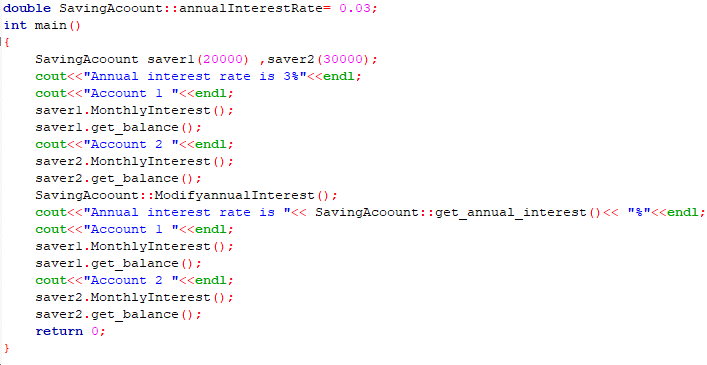 double SavingAcoount::annualInterestRate= 0.03;
int main()
{
SavingAcoount saver1(20000) ,saver2(30000);
cout<<"Annual interest rate is 3%"<<endl;
cout<<"Account 1 "<<endl;
saver1.MonthlyInterest();
saver1.get_balance();
cout<<"Account 2 "<<endl;
saver2.MonthlyInterest();
saver2.get_balance();
SavingAcoount::ModifyannualInterest();
cout<<"Annual interest rate is "<< SavingAcoount::get_annual_interest()<< "%"<<endl;
cout<<"Account 1 "<<endl;
saver1.MonthlyInterest();
saver1.get_balance();
cout<<"Account 2 "<<endl;
saver2.MonthlyInterest();
saver2.get_balance();
return 0;
}